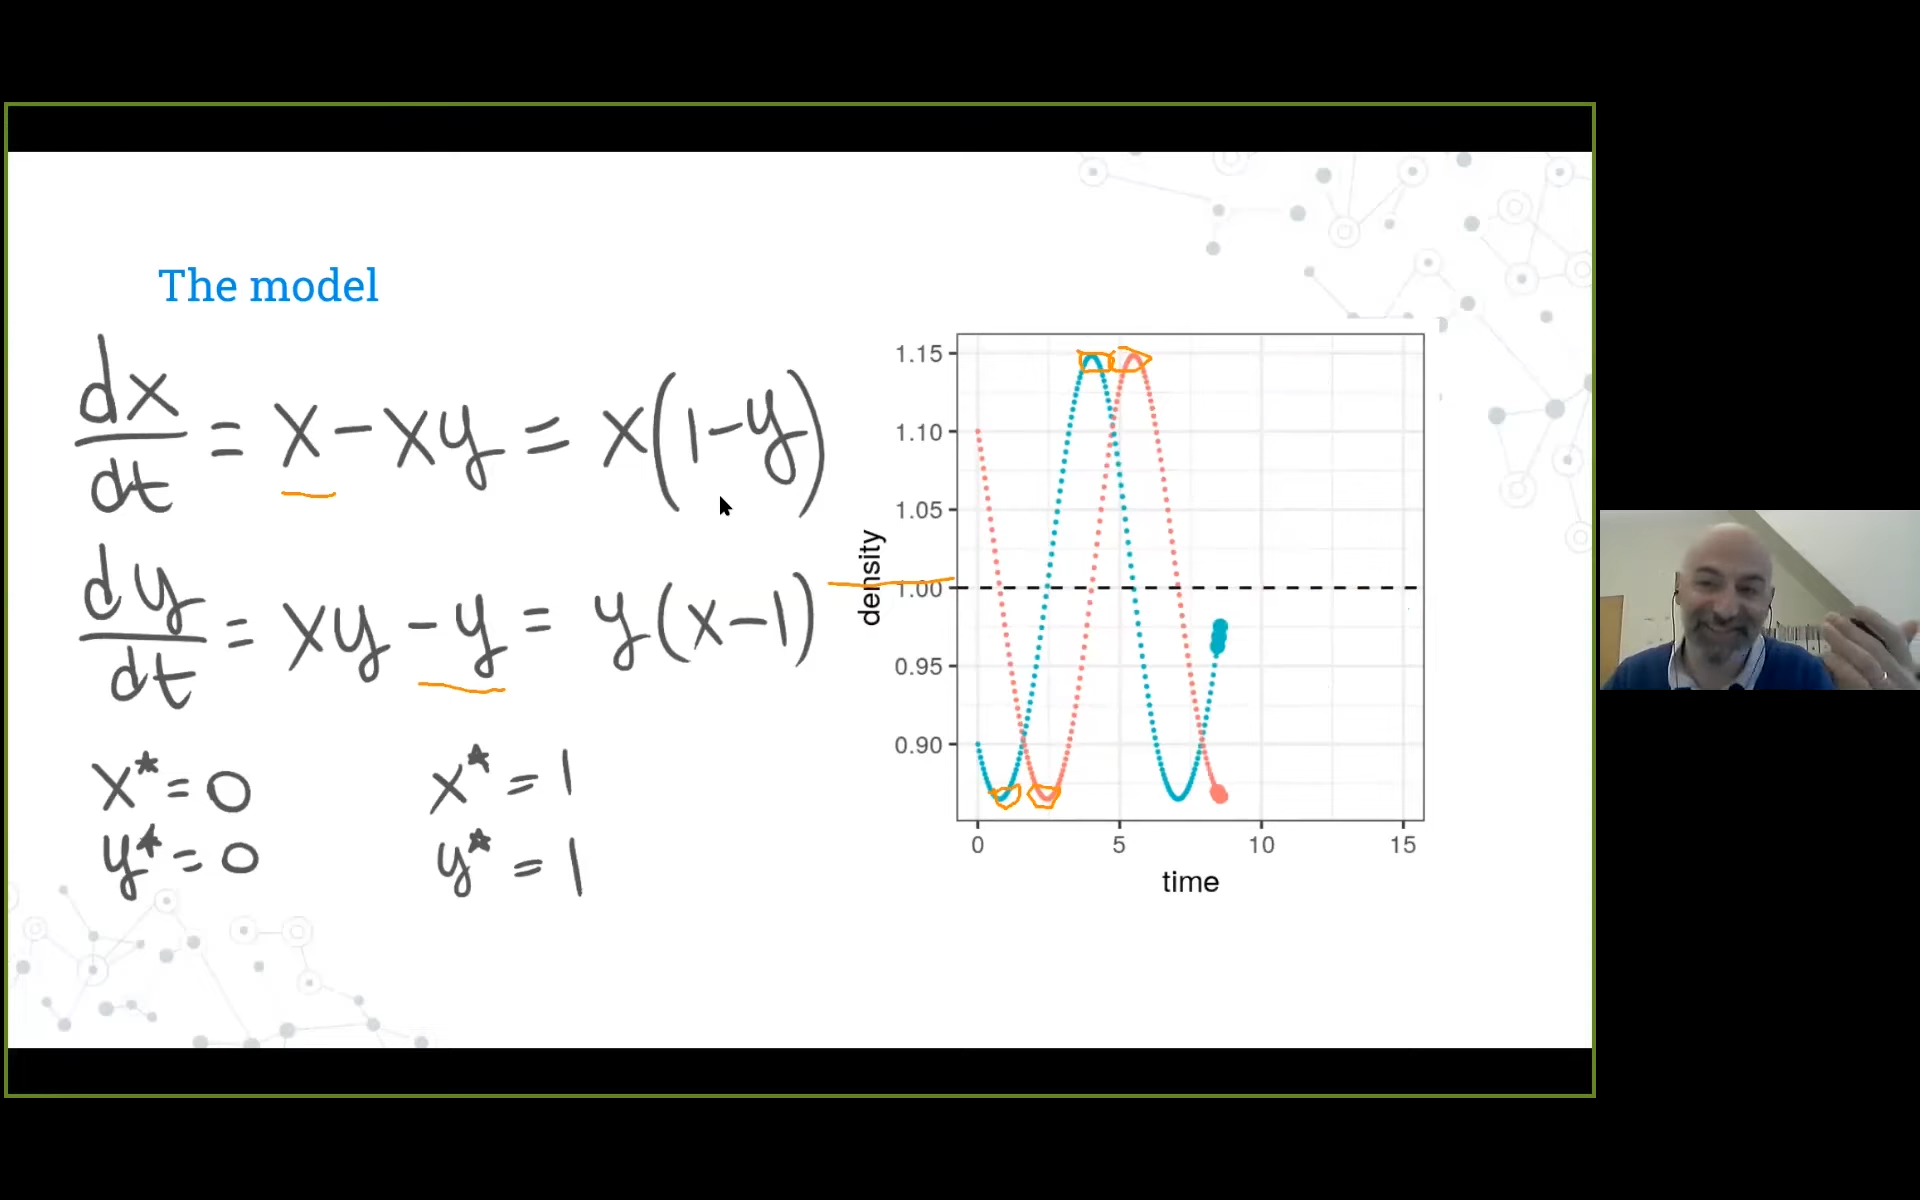 The model
dx/dt = x - xy = x(1-y)
dy/dt = xy - y = y(x-1)
x* = 0 x* = 1
y* = 0 y* = 1
density
1.15
1.10
1.05
1.00
0.95
0.90
0 5 10 15
time